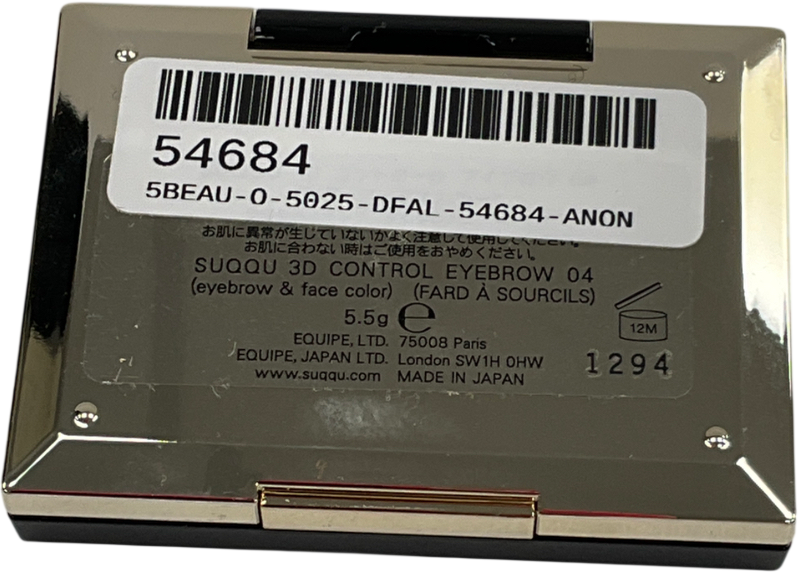 54684
5BEAU-O-5025-DFAL-54684-ANON
お肌に異常が生じていないかよく注意して使用してください。
お肌に合わない時はご使用をおやめください。
SUQQU 3D CONTROL EYEBROW 04
(eyebrow & face color) (FARD À SOURCILS)
5.5g ℮
12M
EQUIPE, LTD. 75008 Paris
EQUIPE, JAPAN LTD. London SW1H 0HW
1294
www.suqqu.com MADE IN JAPAN